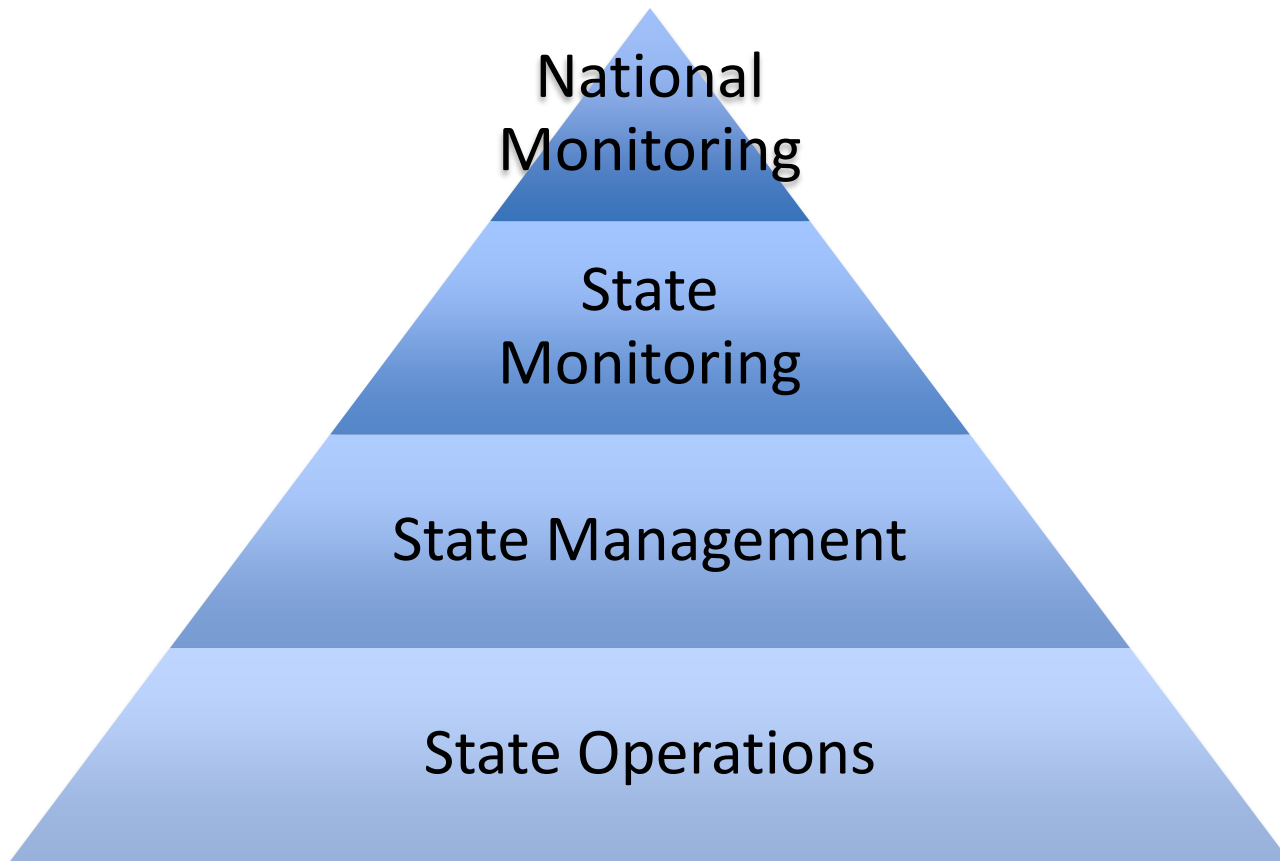 National
Monitoring
State
Monitoring
State Management
State Operations